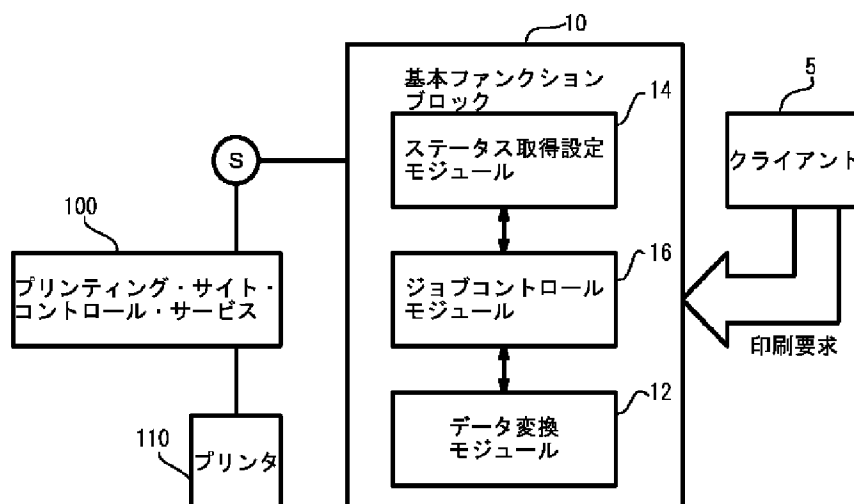 10
基本ファンクション
ブロック
14
ステータス取得設定
モジュール
5
クライアント
S
100
プリンティング・サイト・
コントロール・サービス
16
ジョブコントロール
モジュール
印刷要求
12
データ変換
モジュール
110
プリンタ